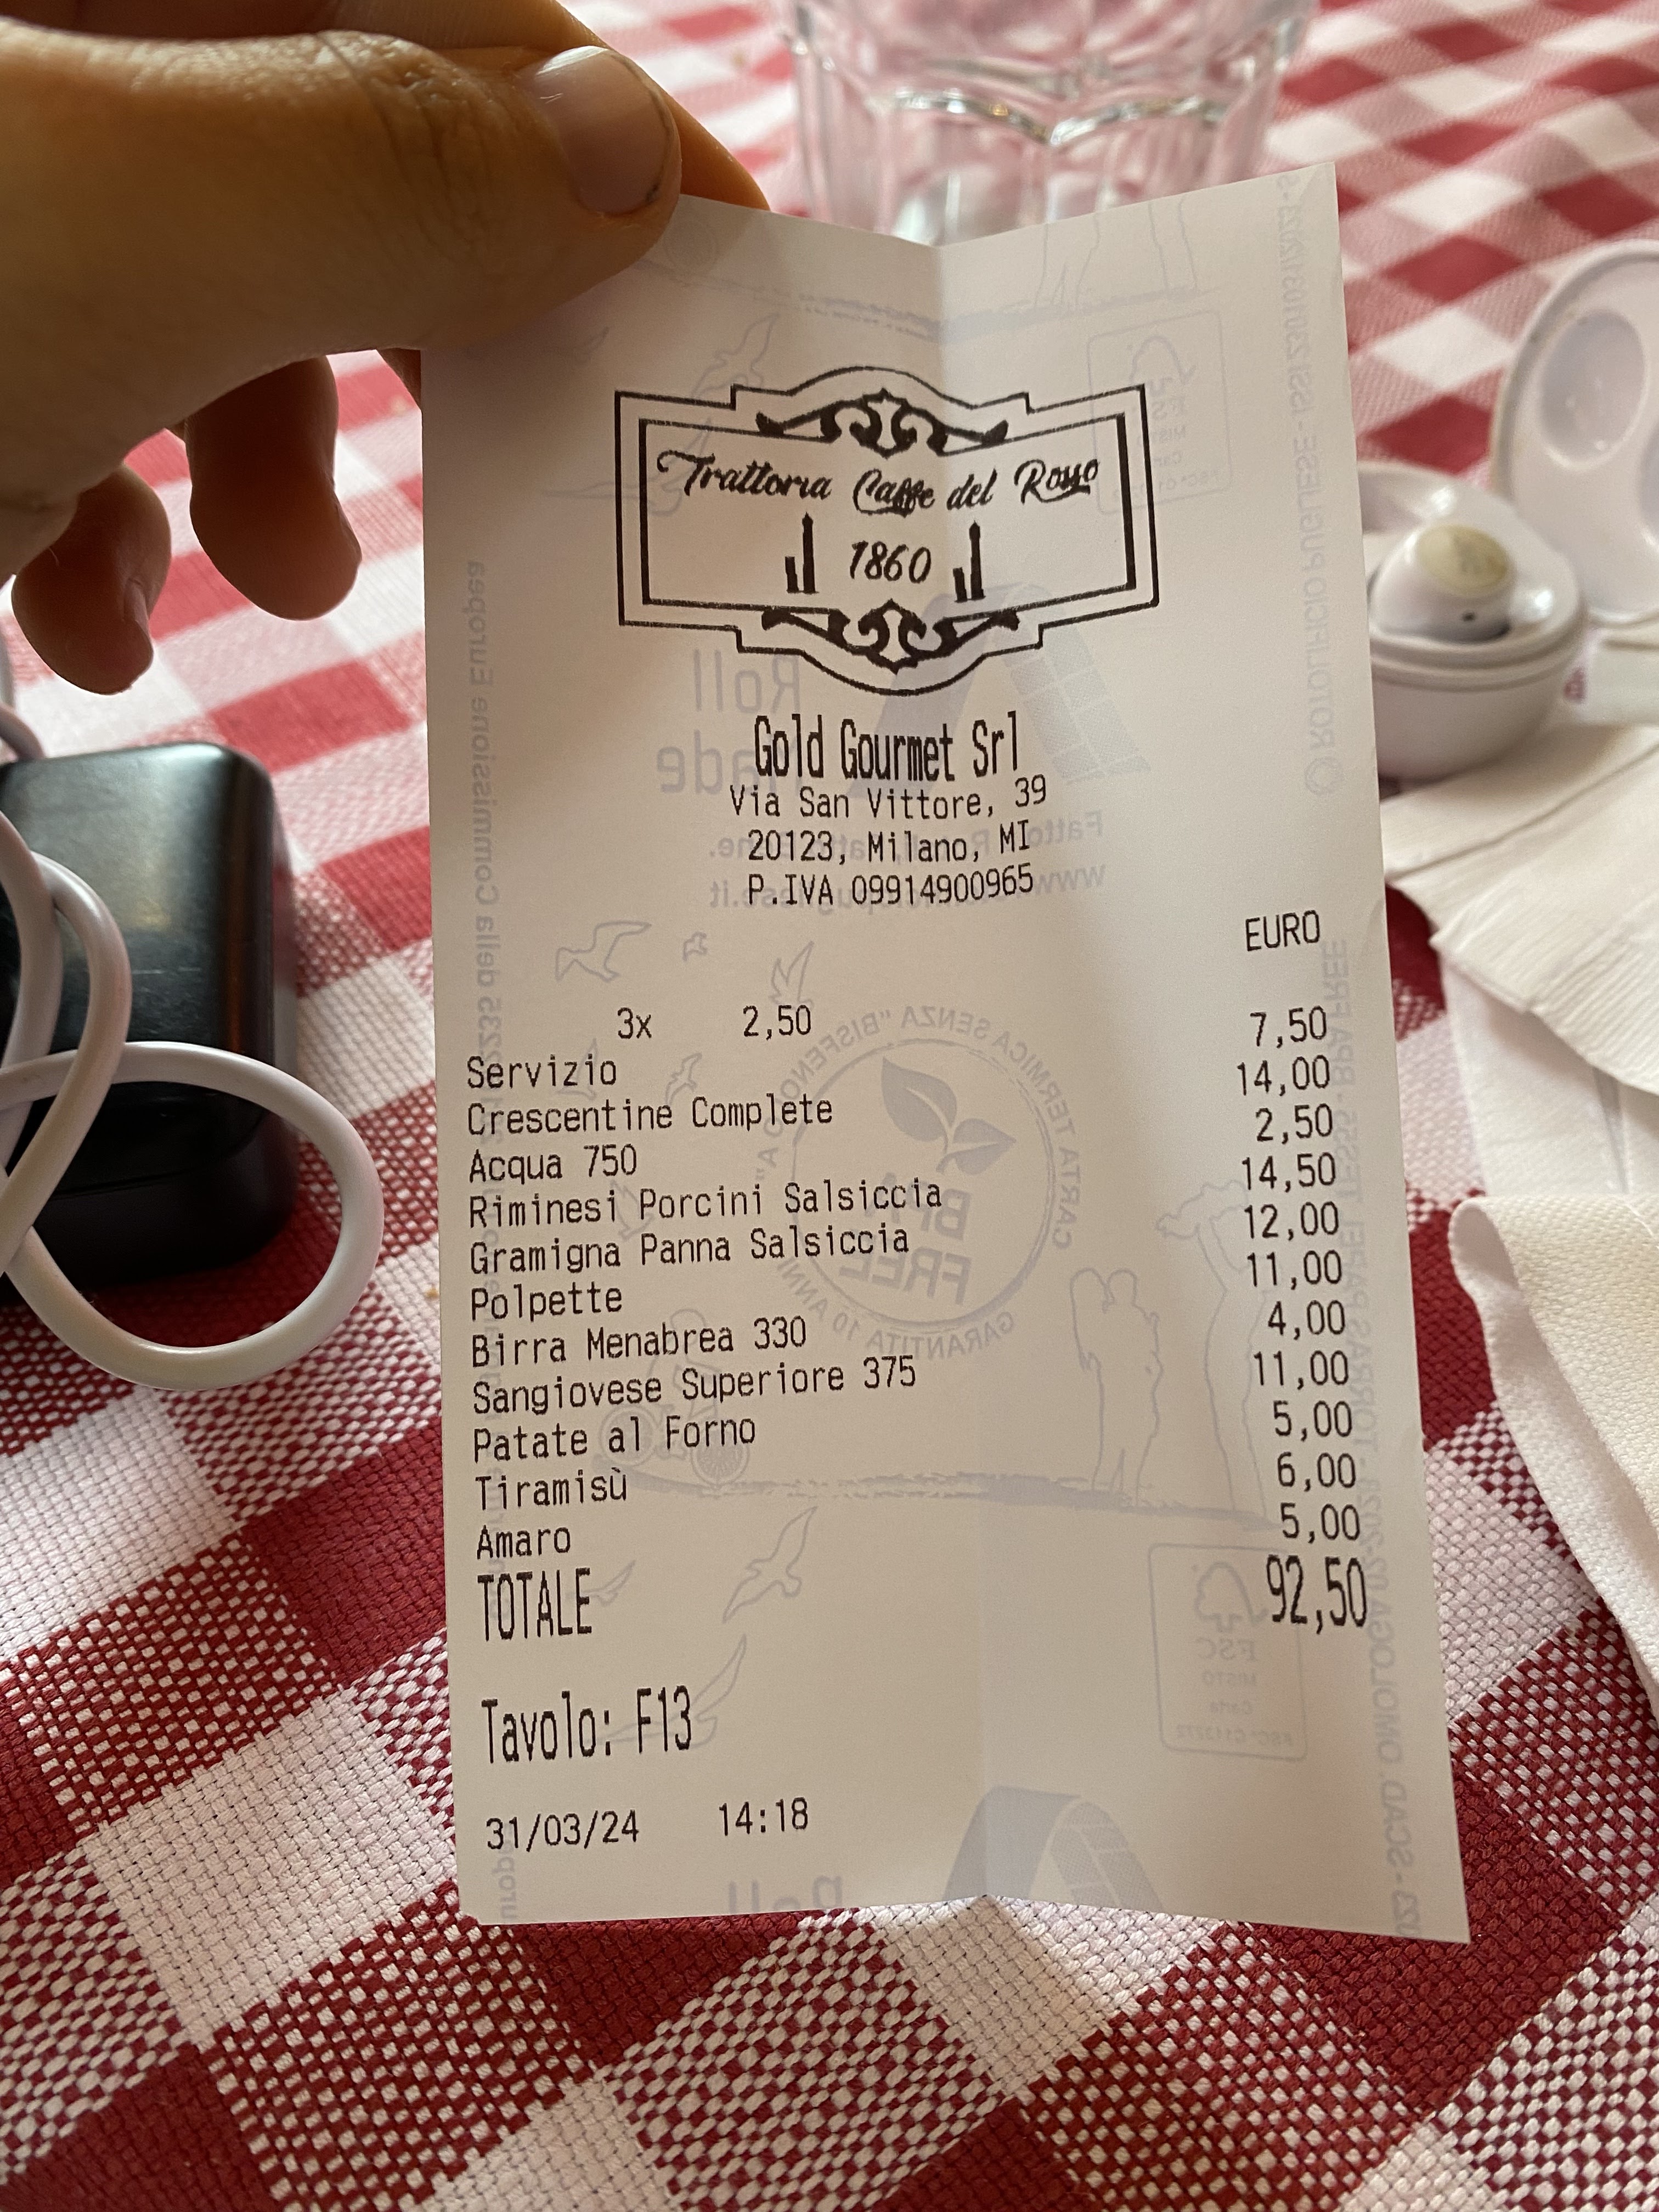 Trattoria Caffe del Rosso
1860
Gold Gourmet Srl
Via San Vittore, 39
20123, Milano, MI
P.IVA 09914900965
EURO
3x 2,50 7,50
Servizio
Crescentine Complete 14,00
Acqua 750 2,50
Riminesi Porcini Salsiccia 14,50
Gramigna Panna Salsiccia 12,00
Polpette 11,00
Birra Menabrea 330 4,00
Sangiovese Superiore 375 11,00
Patate al Forno 5,00
Tiramisù 6,00
Amaro 5,00
TOTALE 92,50
Tavolo: F13
31/03/24 14:18